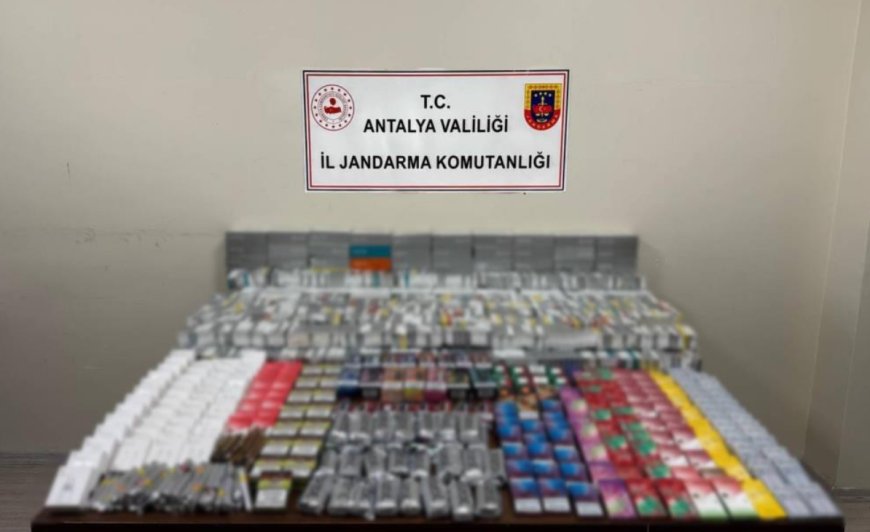 T.C.
ANTALYA VALİLİĞİ
İL JANDARMA KOMUTANLIĞI